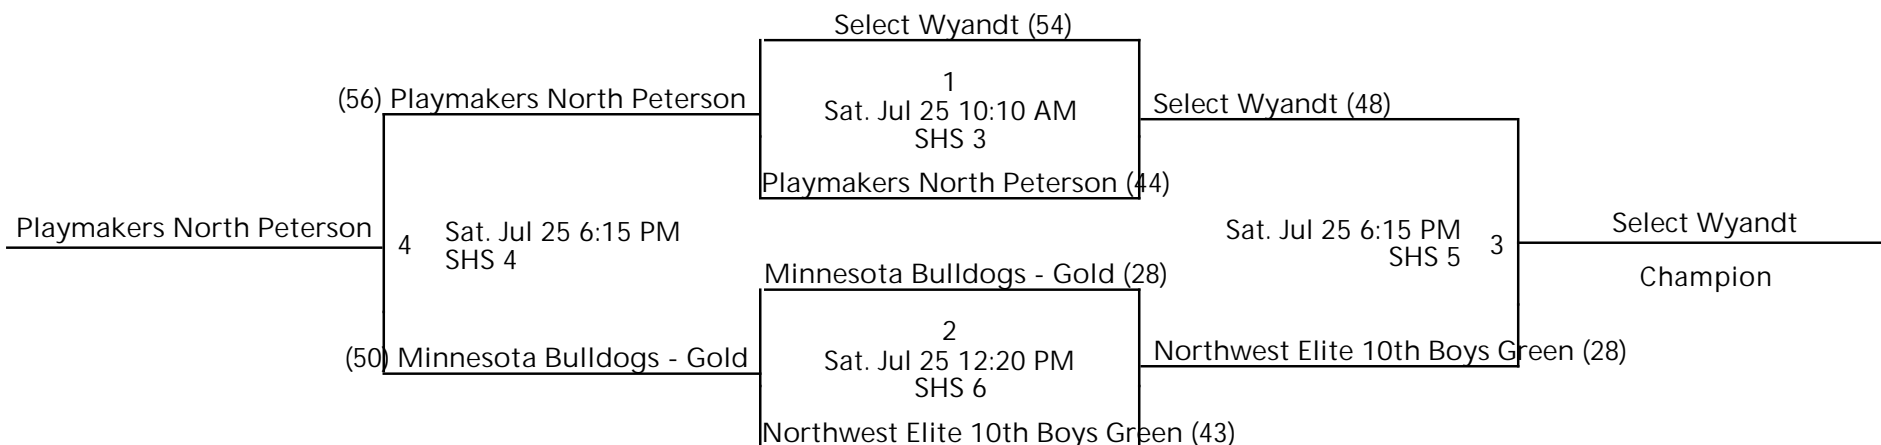 Select Wyandt (54)
1
(56) Playmakers North Peterson
Sat. Jul 25 10:10 AM
Select Wyandt (48)
SHS 3
Playmakers North Peterson (44)
Playmakers North Peterson
4
Sat. Jul 25 6:15 PM
SHS 4
Sat. Jul 25 6:15 PM
SHS 5
3
Select Wyandt
Champion
Minnesota Bulldogs - Gold (28)
2
(50) Minnesota Bulldogs - Gold
Sat. Jul 25 12:20 PM
Northwest Elite 10th Boys Green (28)
SHS 6
Northwest Elite 10th Boys Green (43)